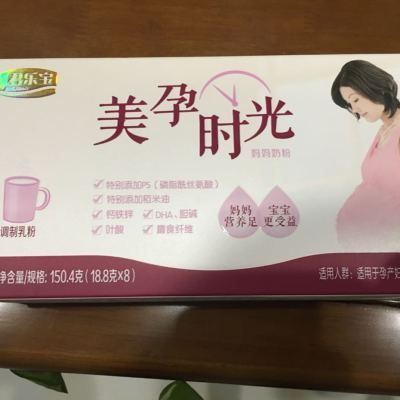 君乐宝
美孕时光
妈妈奶粉
特别添加PS（磷脂酰丝氨酸）
特别添加稻米油
钙铁锌 DHA、胆碱
叶酸 膳食纤维
妈妈
营养足
宝宝
更受益
调制乳粉
净含量/规格: 150.4克(18.8克×8)
适用人群: 适用于孕产妇